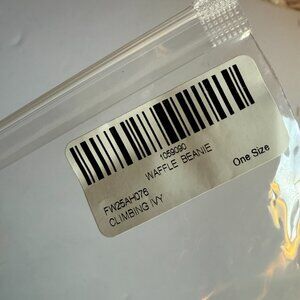 1059090
WAFFLE BEANIE
FW25AH076
One Size
CLIMBING IVY